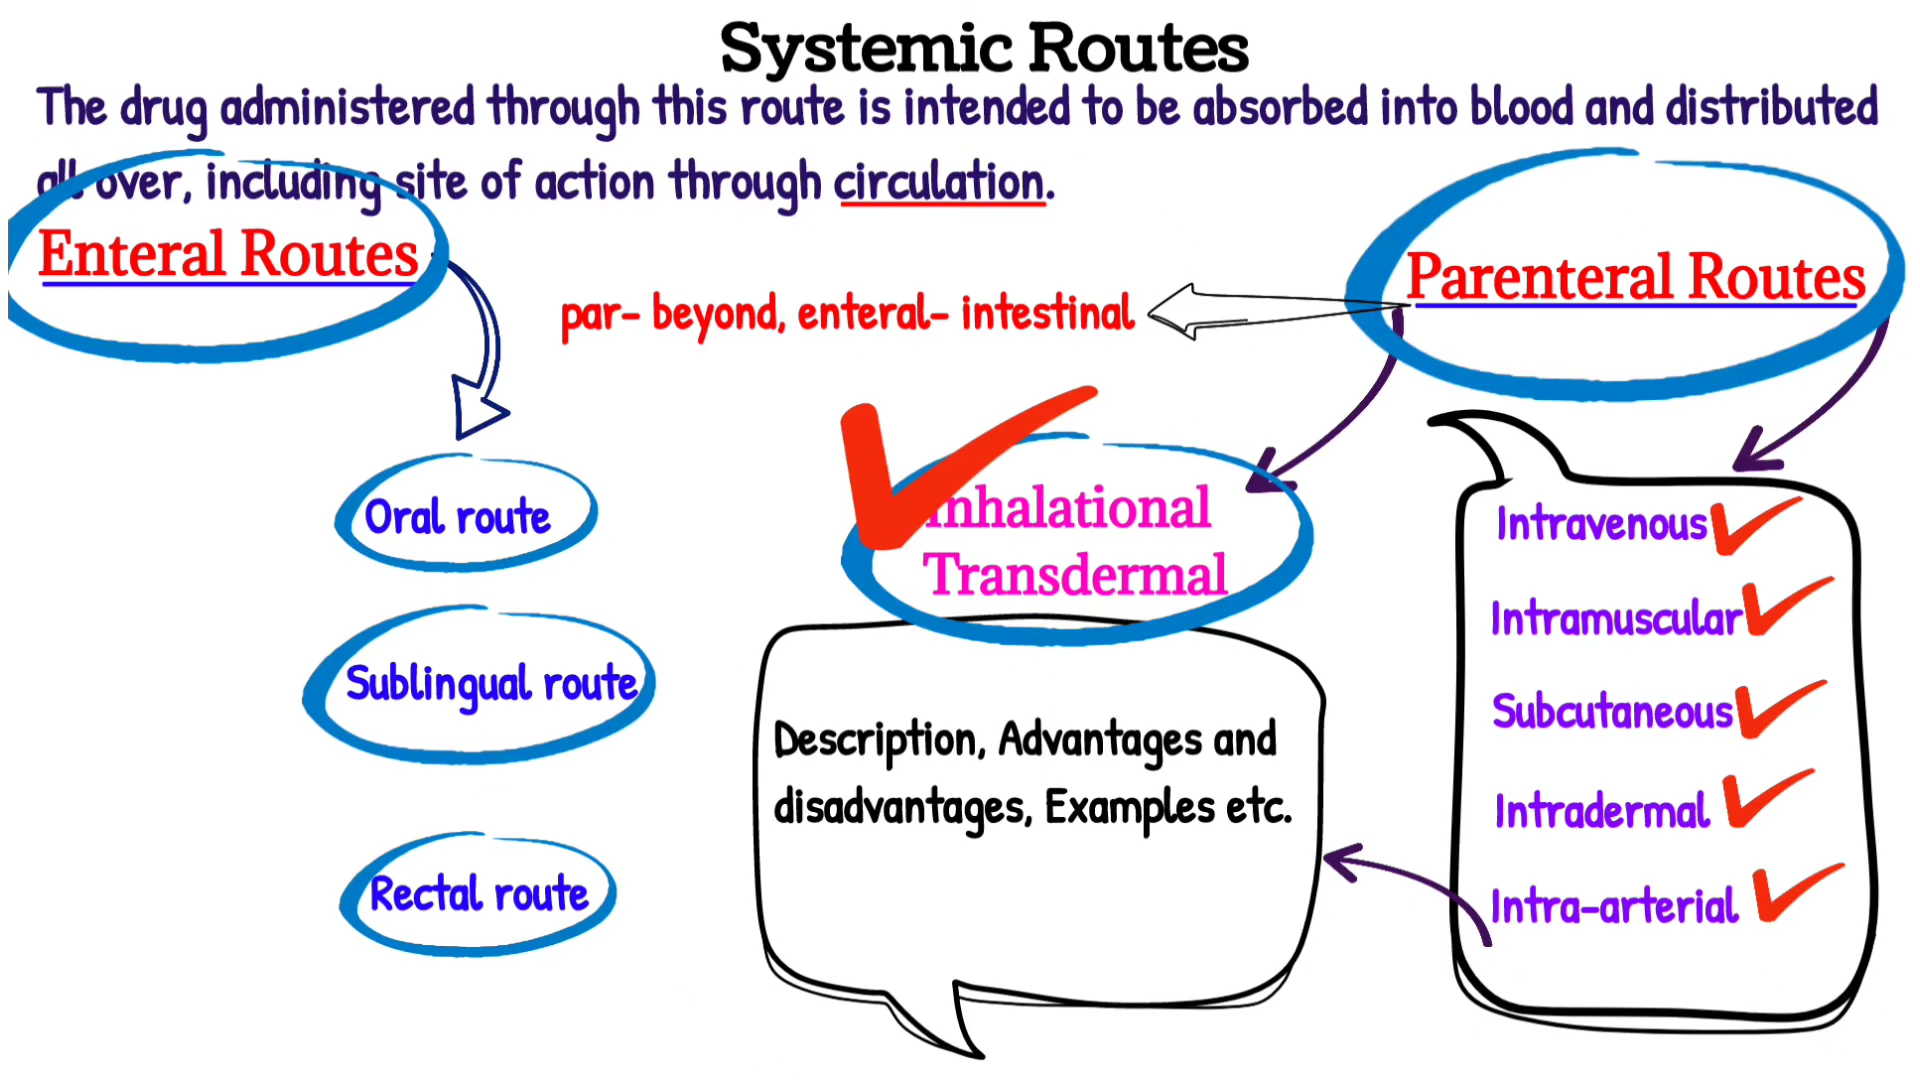 Systemic Routes
The drug administered through this route is intended to be absorbed into blood and distributed
all over, including site of action through circulation.
Enteral Routes
Parenteral Routes
par- beyond, enteral- intestinal
Oral route
Sublingual route
Rectal route
Inhalational
Transdermal
Description, Advantages and
disadvantages, Examples etc.
Intravenous
Intramuscular
Subcutaneous
Intradermal
Intra-arterial